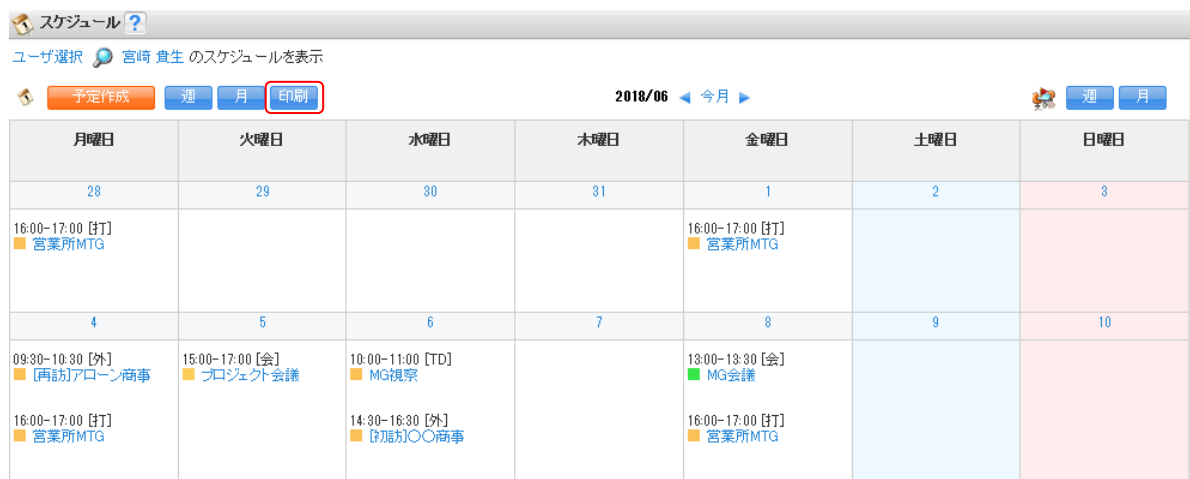 スケジュール ?
ユーザ選択 宮崎 貴生 のスケジュールを表示
予定作成 週 月 印刷 2018/06 今月 週 月
月曜日 火曜日 水曜日 木曜日 金曜日 土曜日 日曜日
28 29 30 31 1 2 3
16:00-17:00 [打] 16:00-17:00 [打]
営業所MTG 営業所MTG
4 5 6 7 8 9 10
09:30-10:30 [外] 15:00-17:00 [会] 10:00-11:00 [TD] 13:00-13:30 [会]
[再訪]アローン商事 プロジェクト会議 MG視察 MG会議
16:00-17:00 [打] 14:30-16:30 [外] 16:00-17:00 [打]
営業所MTG [初訪]〇〇商事 営業所MTG